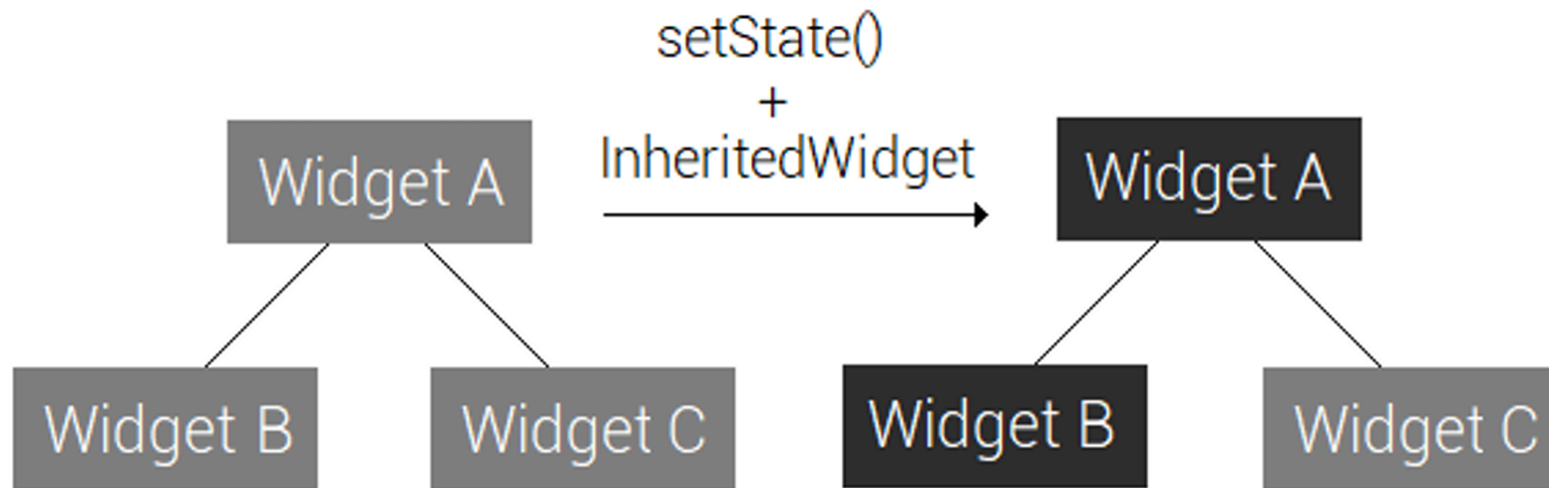 setState()
+
InheritedWidget
Widget A
Widget A
Widget B
Widget C
Widget B
Widget C